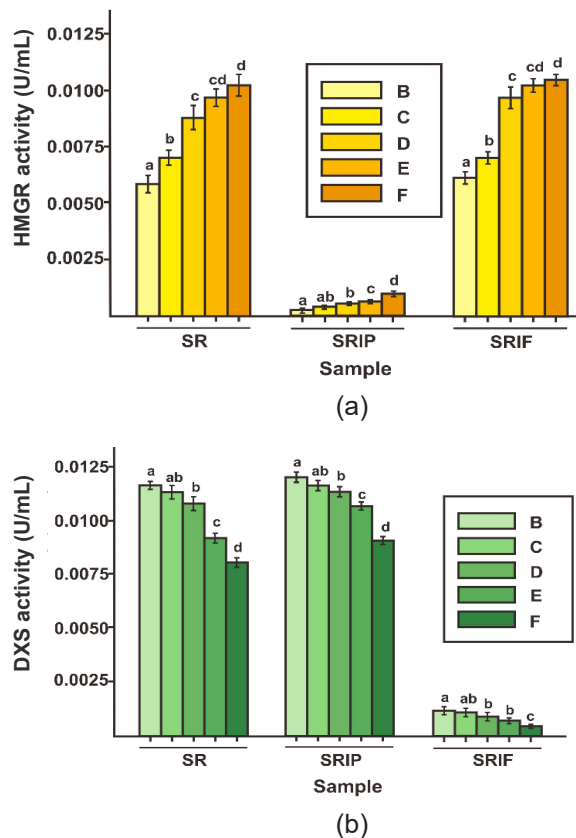 HMGR activity (U/mL)
0.0125
0.0100
0.0075
0.0050
0.0025
a b c cd d
a ab b c d
a b c cd d
B
C
D
E
F
SR SRIP SRIF
Sample
(a)
DXS activity (U/mL)
0.0125
0.0100
0.0075
0.0050
0.0025
a ab b c d
a ab b c d
a ab b b c
B
C
D
E
F
SR SRIP SRIF
Sample
(b)